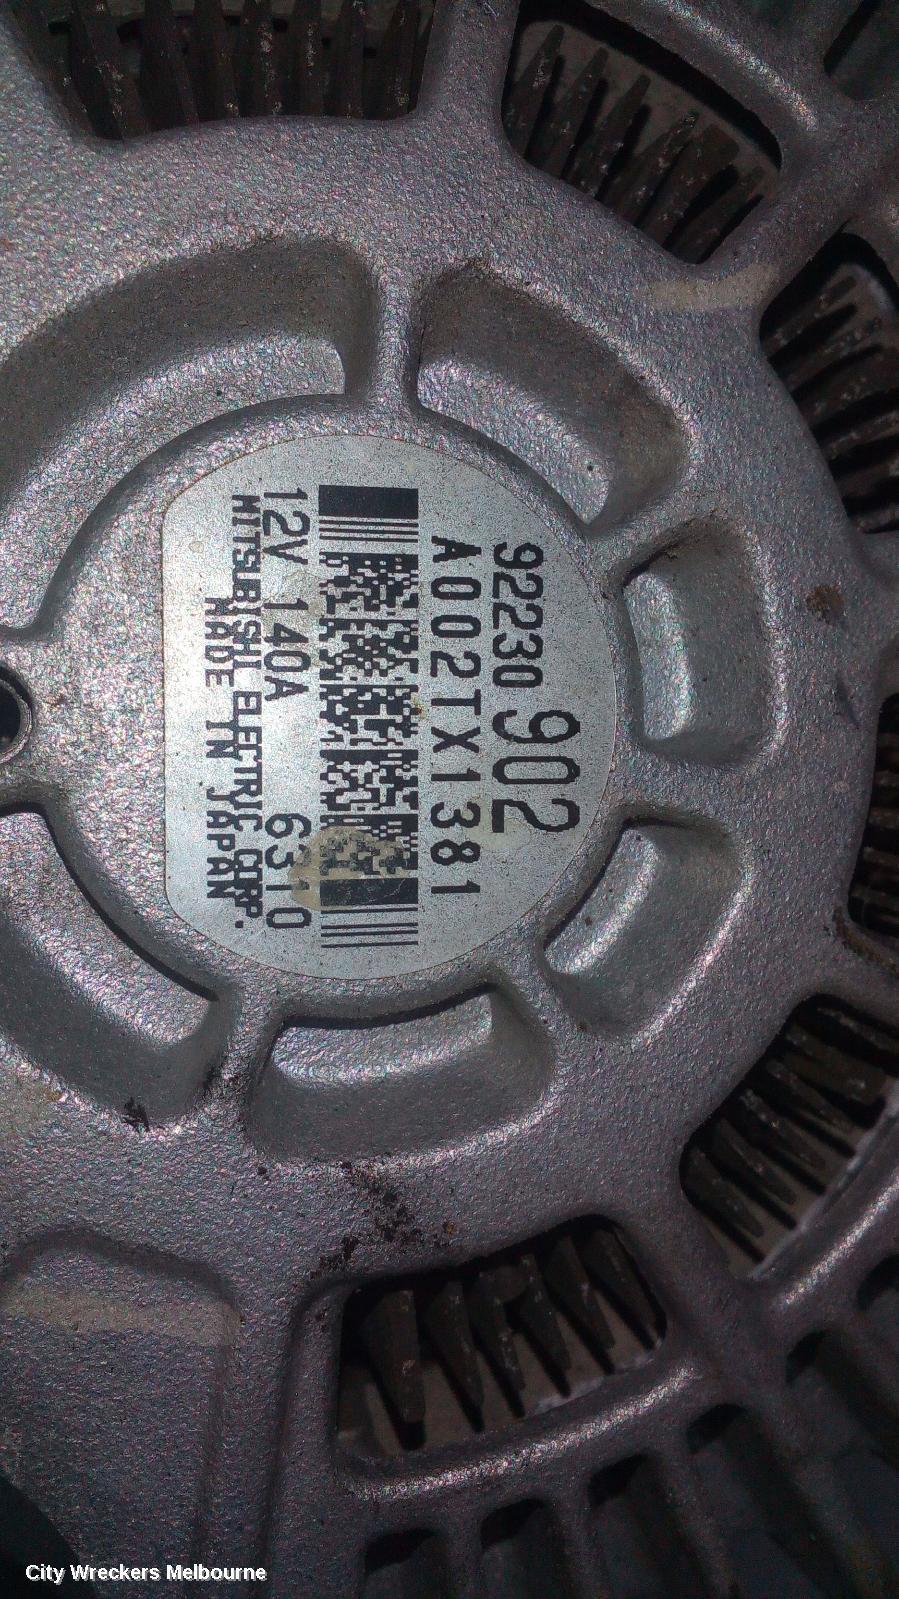 92230 902
A002TX1381
12V 140A 6310
MITSUBISHI ELECTRIC CORP.
MADE IN JAPAN
City Wreckers Melbourne